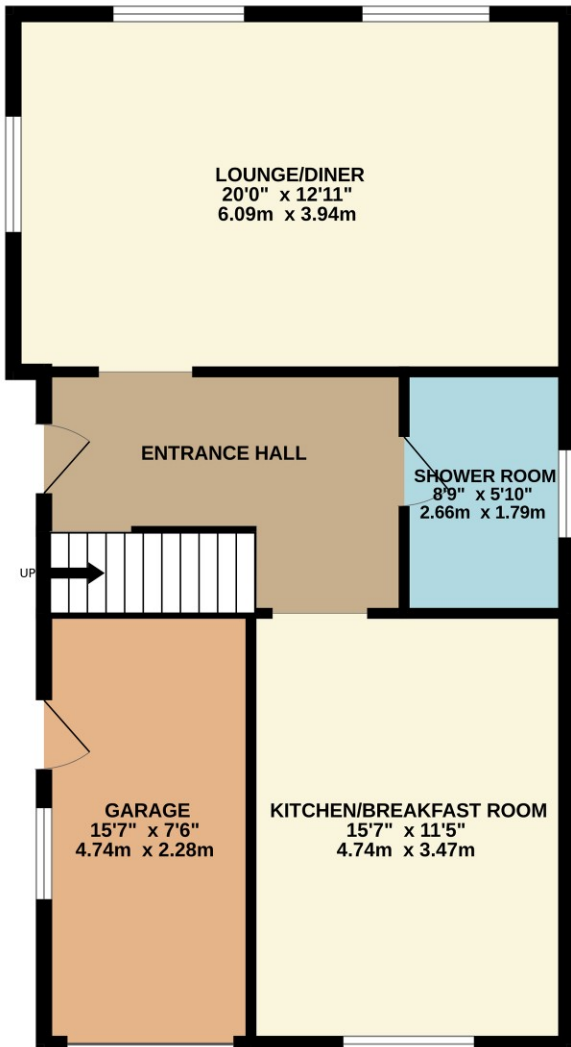 LOUNGE/DINER
20'0" x 12'11"
6.09m x 3.94m
ENTRANCE HALL
SHOWER ROOM
8'9" x 5'10"
2.66m x 1.79m
UP
GARAGE
15'7" x 7'6"
4.74m x 2.28m
KITCHEN/BREAKFAST ROOM
15'7" x 11'5"
4.74m x 3.47m